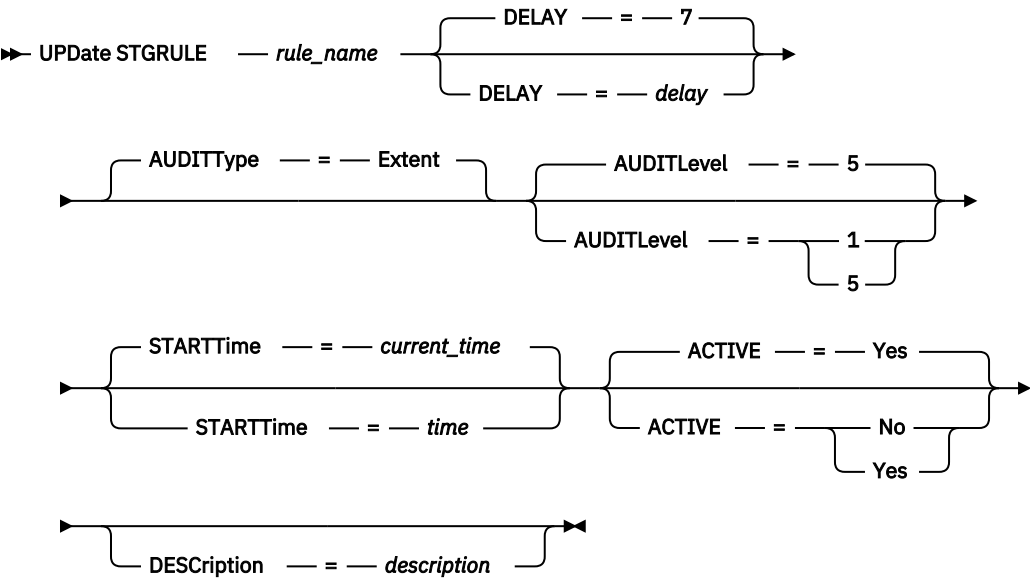 DELAY = 7
UPDate STGRULE rule_name
DELAY = delay
AUDITType = Extent
AUDITLevel = 5
AUDITLevel = 1
5
STARTTime = current_time
ACTIVE = Yes
STARTTime = time
ACTIVE = No
Yes
DESCription = description